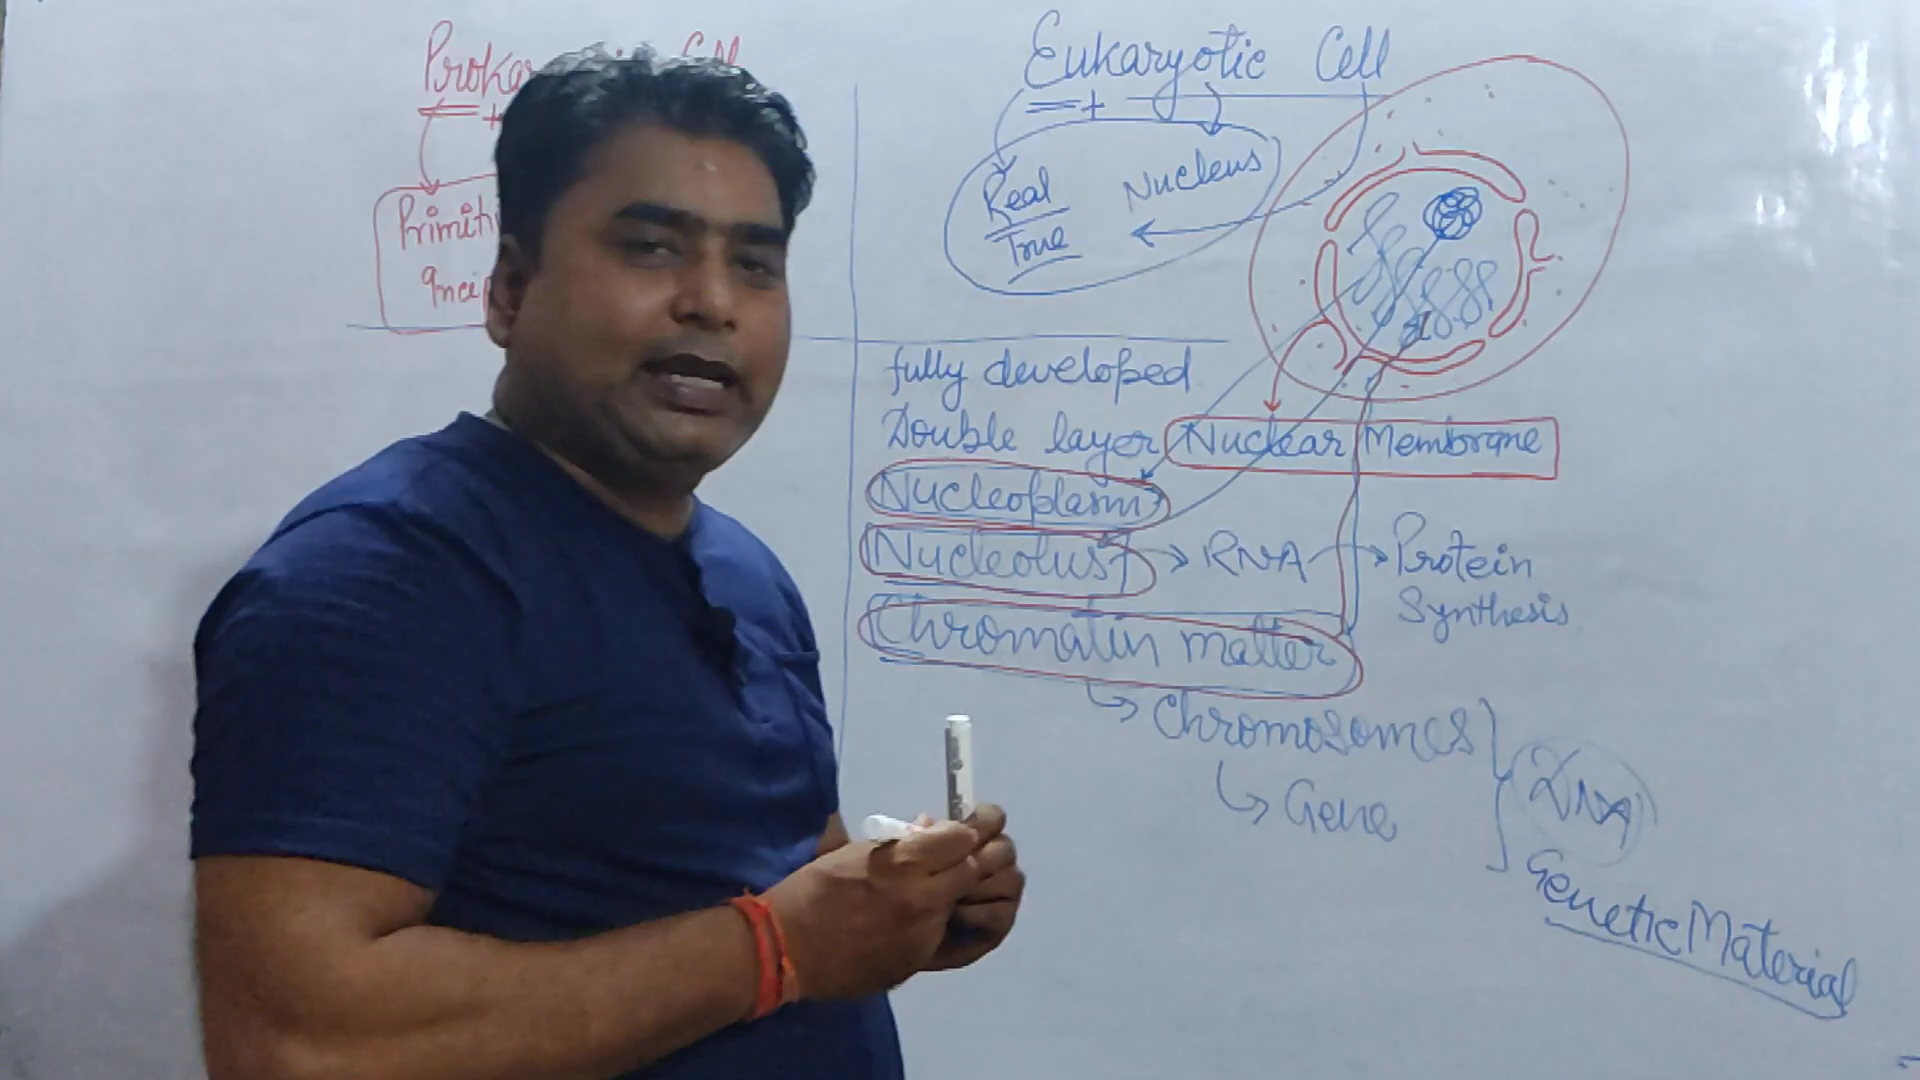 Eukaryotic Cell
Real Nucleus
True
fully developed
Double layer Nuclear Membrane
Nucleoplasm
Nucleolus → RNA → Protein
Synthesis
Chromatin matter
Chromosomes
Gene
DNA
Genetic Material